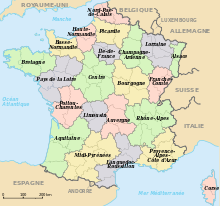 ROYAUME-UNI
BELGIQUE
LUXEMBOURG
ALLEMAGNE
SUISSE
ITALIE
ESPAGNE
ANDORRE
Manche
Océan
Atlantique
Mer Méditerranée
Nord-Pas-
de-Calais
Haute-
Normandie
Picardie
Basse-
Normandie
Île-de-
France
Champagne-
Ardenne
Lorraine
Alsace
Bretagne
Pays de la Loire
Centre
Bourgogne
Franche-
Comté
Poitou-
Charentes
Limousin
Auvergne
Rhône-Alpes
Aquitaine
Midi-Pyrénées
Languedoc-
Roussillon
Provence-
Alpes-
Côte d'Azur
Corse